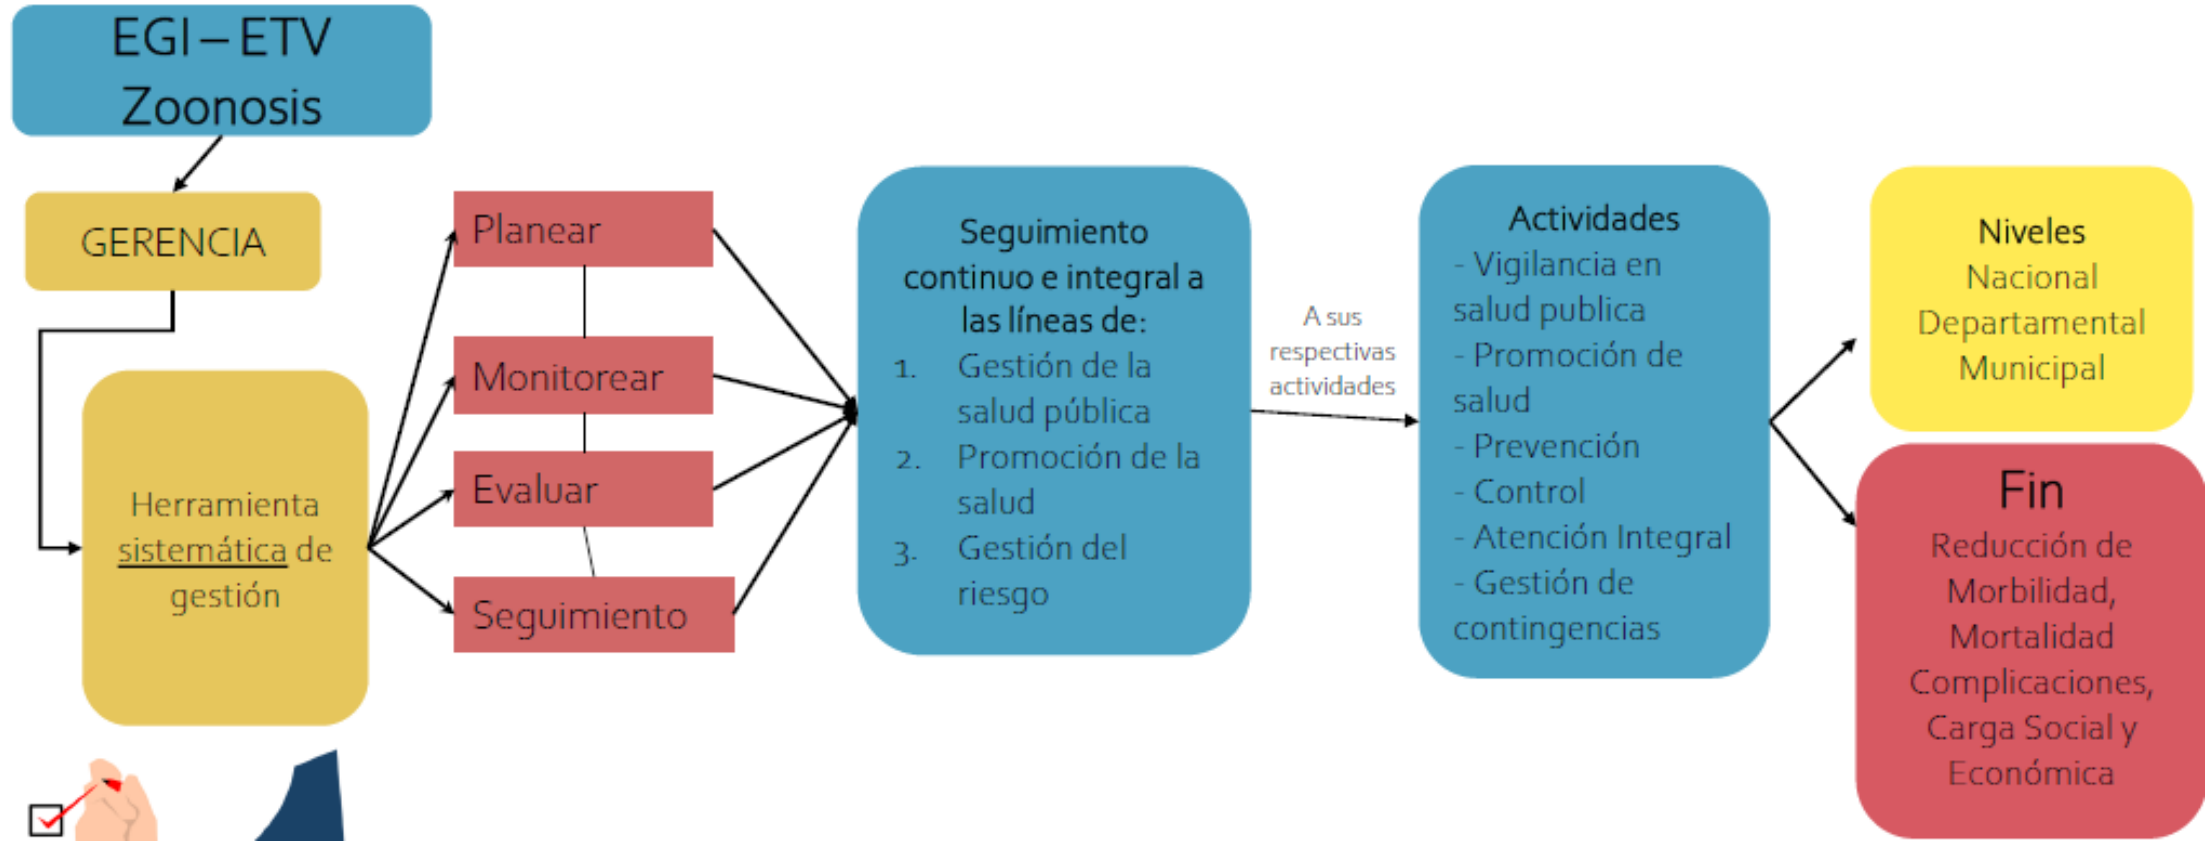 EGI – ETV
Zoonosis
GERENCIA
Herramienta
sistemática de
gestión
Planear
Monitorear
Evaluar
Seguimiento
Seguimiento
continuo e integral a
las líneas de:
1. Gestión de la
salud pública
2. Promoción de la
salud
3. Gestión del
riesgo
A sus
respectivas
actividades
Actividades
- Vigilancia en
salud publica
- Promoción de
salud
- Prevención
- Control
- Atención Integral
- Gestión de
contingencias
Niveles
Nacional
Departamental
Municipal
Fin
Reducción de
Morbilidad,
Mortalidad
Complicaciones,
Carga Social y
Económica